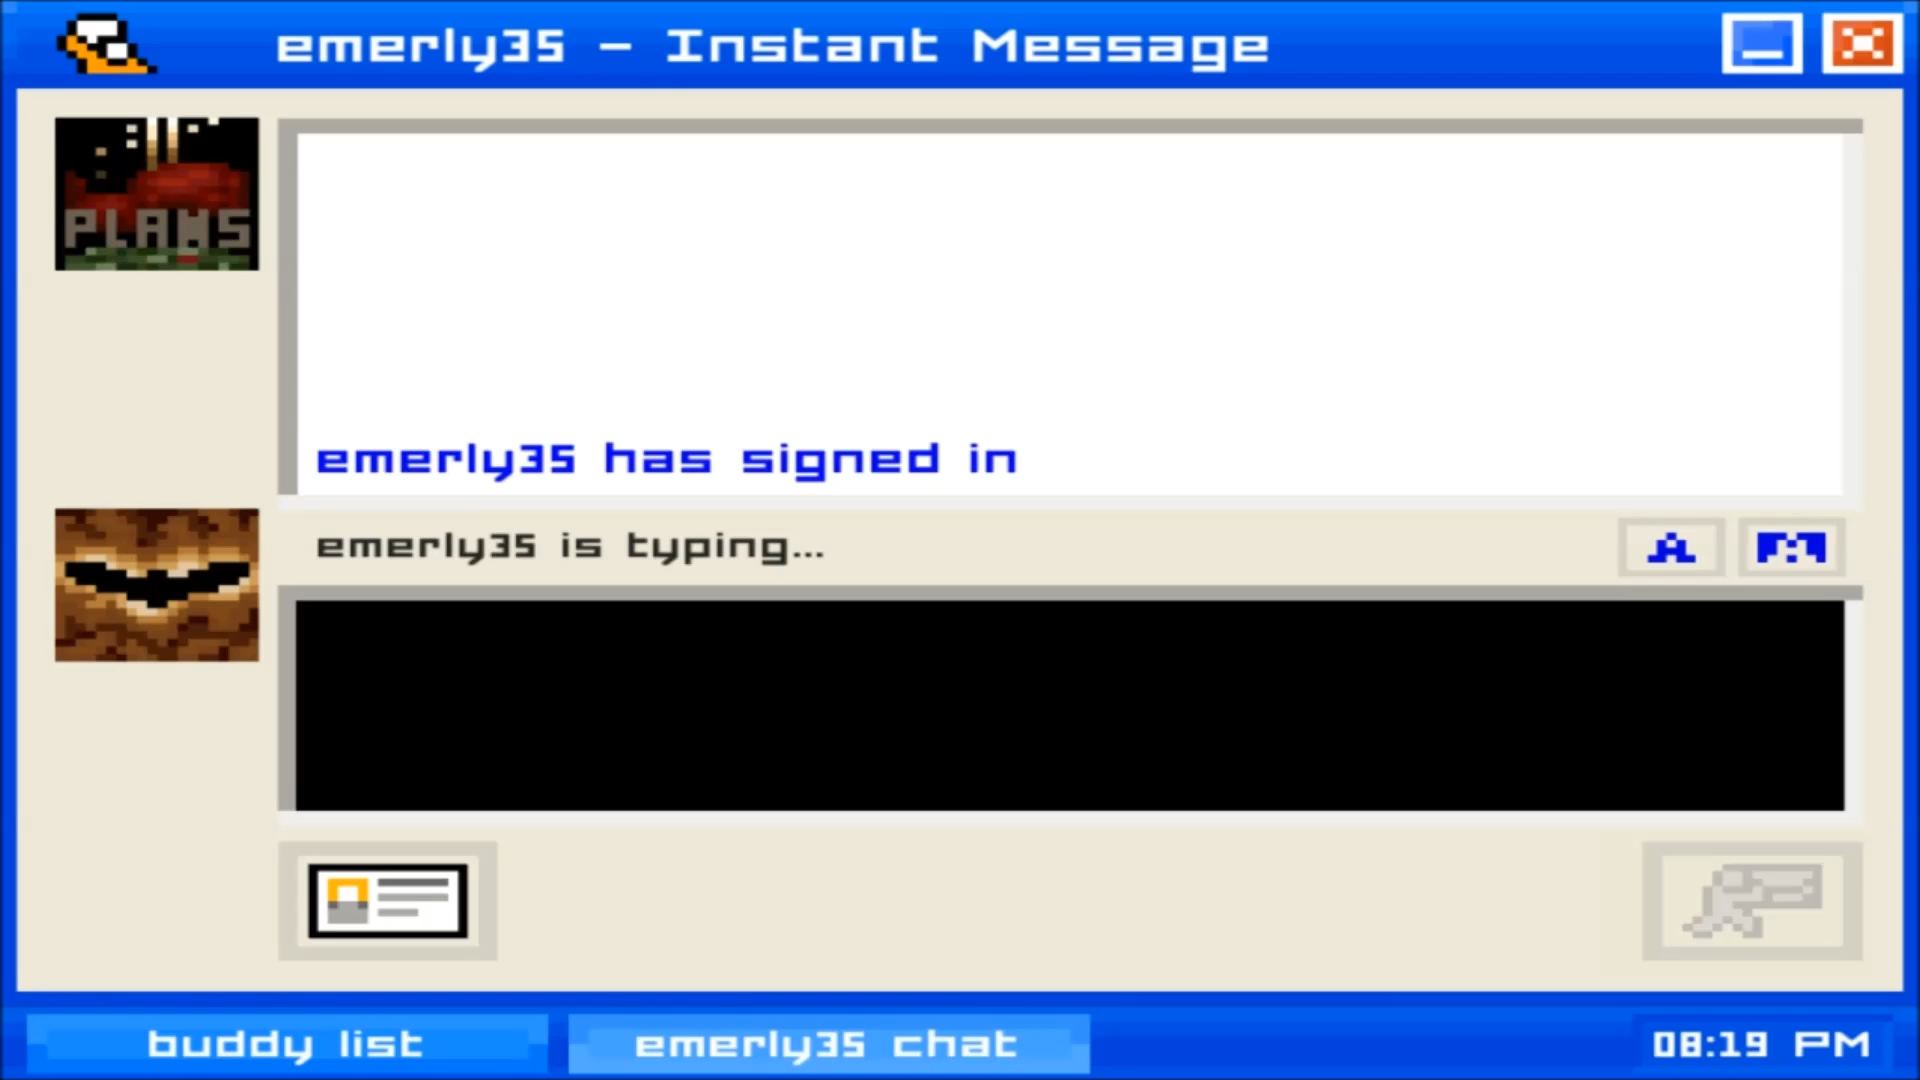 emerly35 - Instant Message
PLANS
emerly35 has signed in
emerly35 is typing...
A
buddy list
emerly35 chat
08:19 PM